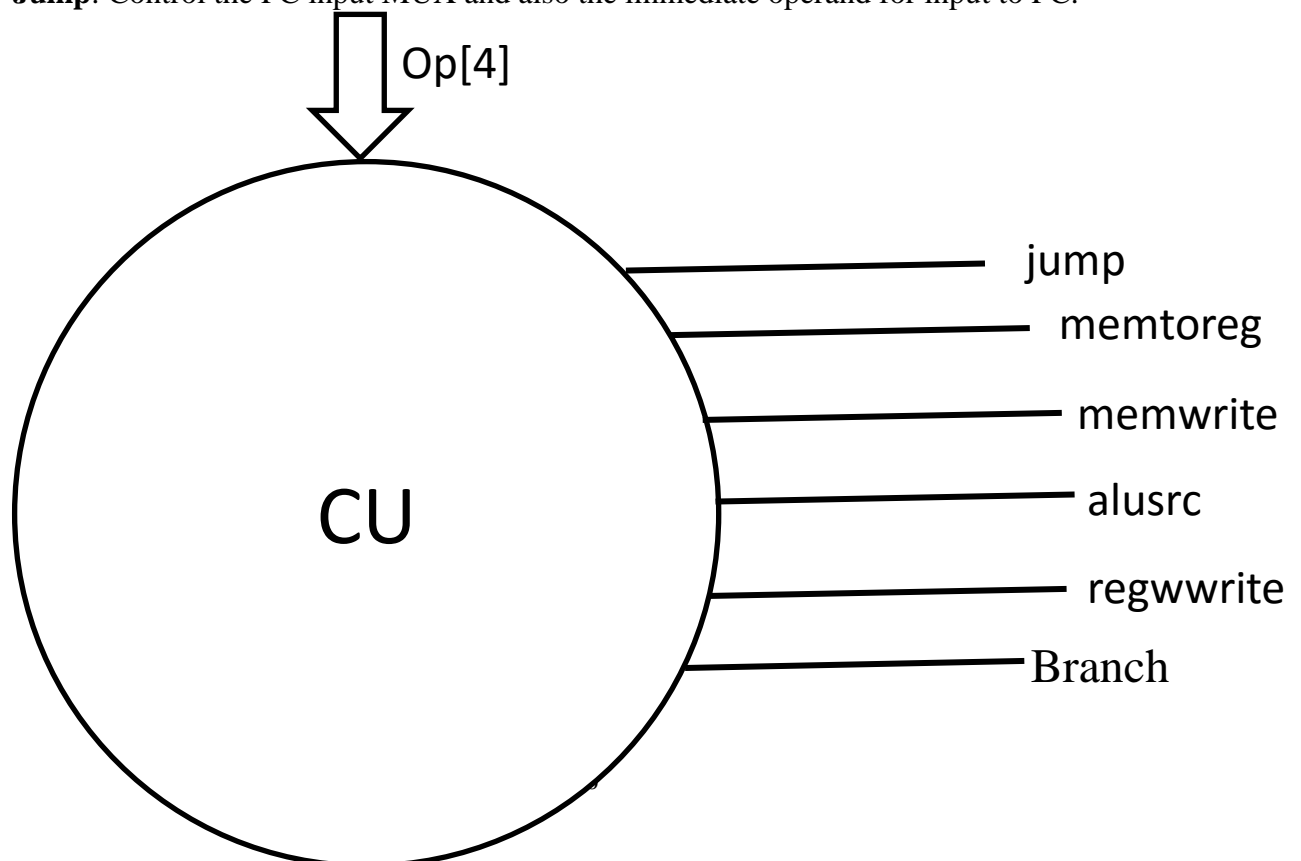 Jump: Control the PC input MUX and also the immediate operand for input to PC.
Op[4]
jump
memtoreg
memwrite
alusrc
CU
regwwrite
Branch